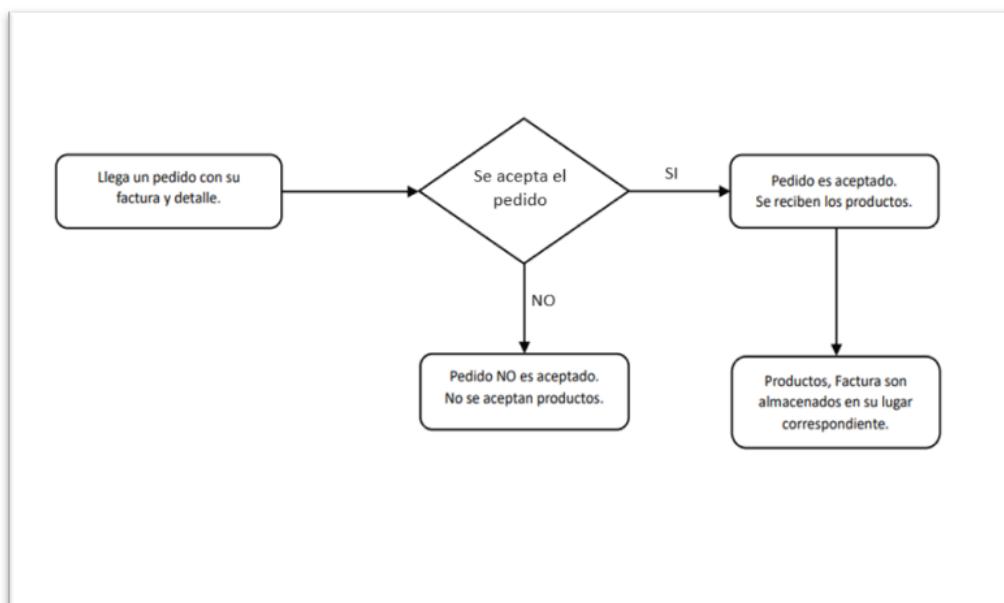 Llega un pedido con su
factura y detalle.
Se acepta el
pedido
SI
Pedido es aceptado.
Se reciben los productos.
NO
Pedido NO es aceptado.
No se aceptan productos.
Productos, Factura son
almacenados en su lugar
correspondiente.